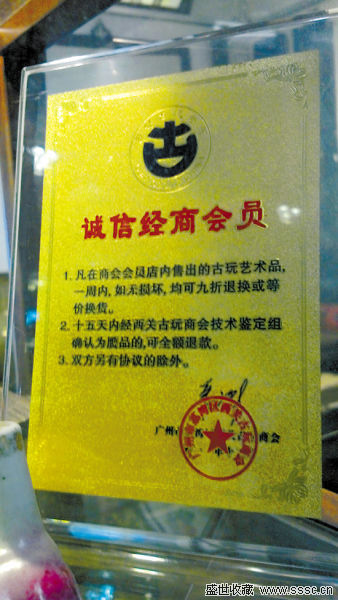 诚信经商会员
1. 凡在商会会员店内售出的古玩艺术品,
一周内,如无损坏,均可九折退换或等
价换货。
2. 十五天内经西关古玩商会技术鉴定组
确认为赝品的,可全额退款。
3. 双方另有协议的除外。
广州
商会
盛世收藏 - www.sssc.cn